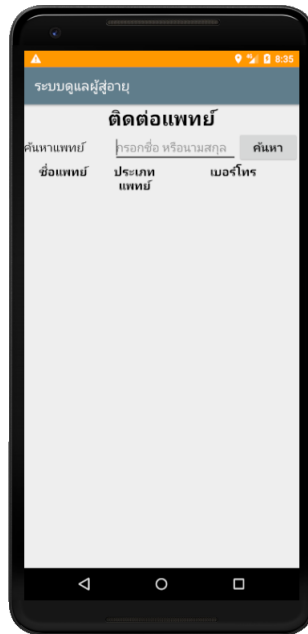 8:35
ระบบดูแลผู้สู่อายุ
ติดต่อแพทย์
ค้นหาแพทย์ กรอกชื่อ หรือนามสกุล ค้นหา
ชื่อแพทย์ ประเภท เบอร์โทร
แพทย์